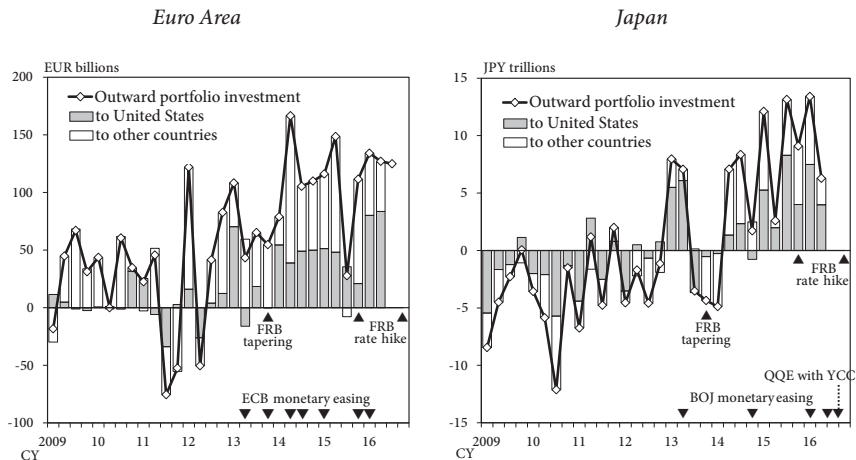 Euro Area
EUR billions
200
150
100
50
0
-50
-100
Outward portfolio investment
to United States
to other countries
FRB
tapering
FRB
rate hike
ECB monetary easing
2009 10 11 12 13 14 15 16
CY
Japan
JPY trillions
15
10
5
0
-5
-10
-15
Outward portfolio investment
to United States
to other countries
FRB
tapering
FRB
rate hike
QQE with YCC
BOJ monetary easing
2009 10 11 12 13 14 15 16
CY